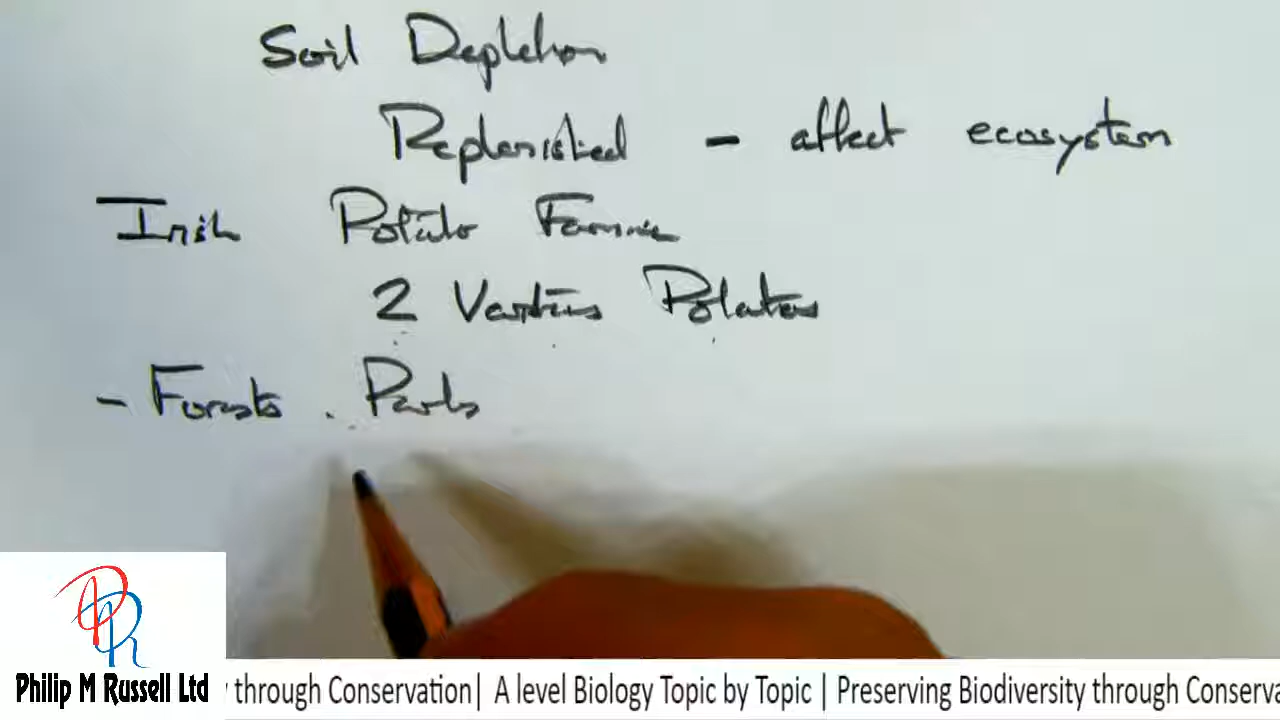 Soil Depletion
Replenished - affect ecosystem
Irish Potato Famine
2 Varieties Potatoes
- Forests . Parks
Philip M Russell Ltd
y through Conservation| A level Biology Topic by Topic | Preserving Biodiversity through Conserva